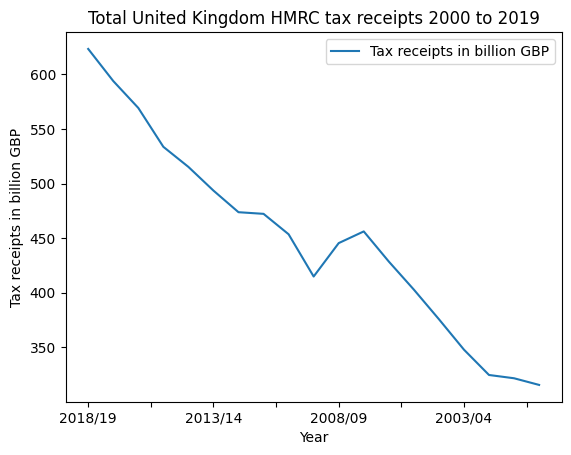 Total United Kingdom HMRC tax receipts 2000 to 2019
Tax receipts in billion GBP
Tax receipts in billion GBP
600
550
500
450
400
350
2018/19 2013/14 2008/09 2003/04
Year